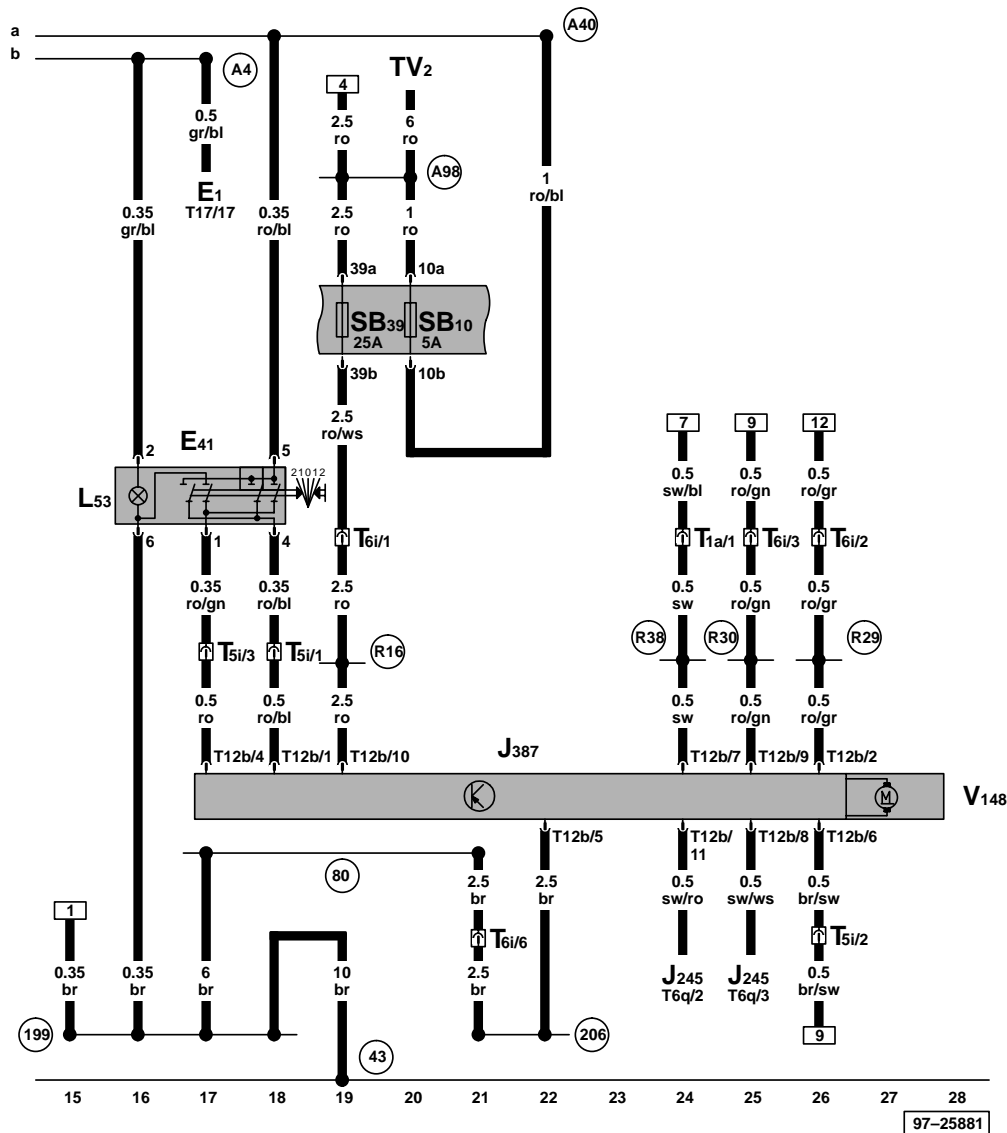 a
b
A4
A40
4
TV2
0.5
gr/bl
2.5
ro
6
ro
E1
T17/17
A98
0.35
gr/bl
0.35
ro/bl
2.5
ro
1
ro
1
ro/bl
39a
10a
SB39
25A
SB10
5A
39b
10b
2.5
ro/ws
7
9
12
2
E41
5
21012
L53
0.5
sw/bl
0.5
ro/gn
0.5
ro/gr
6
1
4
T6i/1
T1a/1
T6i/3
T6i/2
0.35
ro/gn
0.35
ro/bl
2.5
ro
0.5
sw
0.5
ro/gn
0.5
ro/gr
T5i/3
T5i/1
R16
R38
R30
R29
0.5
ro
0.5
ro/bl
2.5
ro
0.5
sw
0.5
ro/gn
0.5
ro/gr
T12b/4
T12b/1
T12b/10
J387
T12b/7
T12b/9
T12b/2
M
V148
T12b/5
T12b/
11
T12b/8
T12b/6
80
1
2.5
br
2.5
br
0.5
sw/ro
0.5
sw/ws
0.5
br/sw
T6i/6
T5i/2
0.35
br
0.35
br
6
br
10
br
2.5
br
J245
T6q/2
J245
T6q/3
0.5
br/sw
199
206
9
43
15 16 17 18 19 20 21 22 23 24 25 26 27 28
97–25881